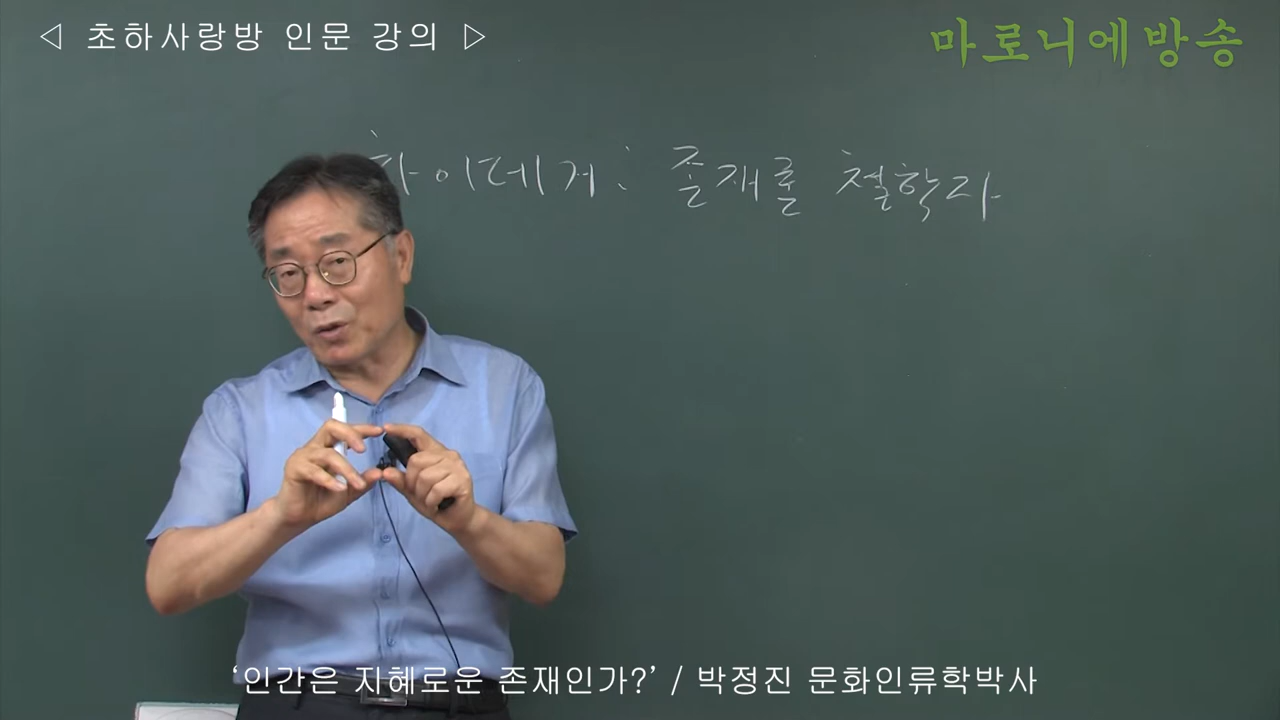 ◁ 초하사랑방 인문 강의 ▷
마로니에방송
하이데거: 존재론 철학자
‘인간은 지혜로운 존재인가?’ / 박정진 문화인류학박사